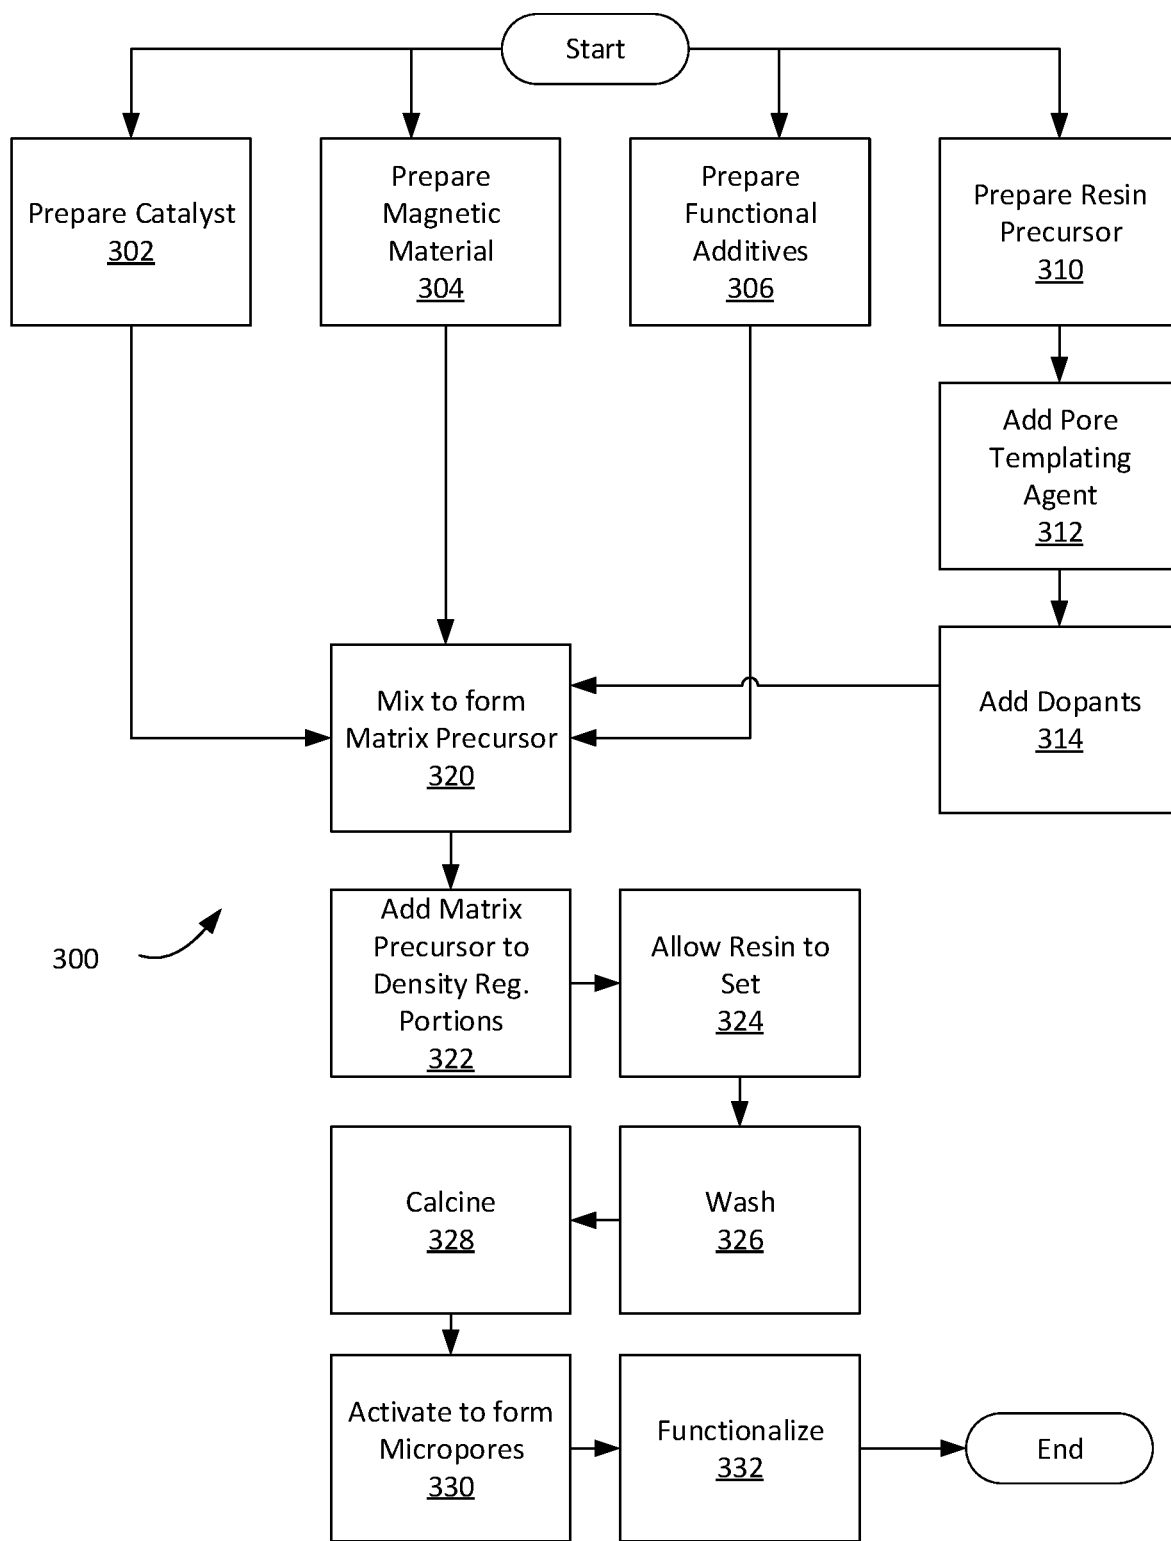 Start
Prepare Catalyst
302
Prepare
Magnetic
Material
304
Prepare
Functional
Additives
306
Prepare Resin
Precursor
310
Add Pore
Templating
Agent
312
Add Dopants
314
Mix to form
Matrix Precursor
320
300
Add Matrix
Precursor to
Density Reg.
Portions
322
Allow Resin to
Set
324
Wash
326
Calcine
328
Activate to form
Micropores
330
Functionalize
332
End